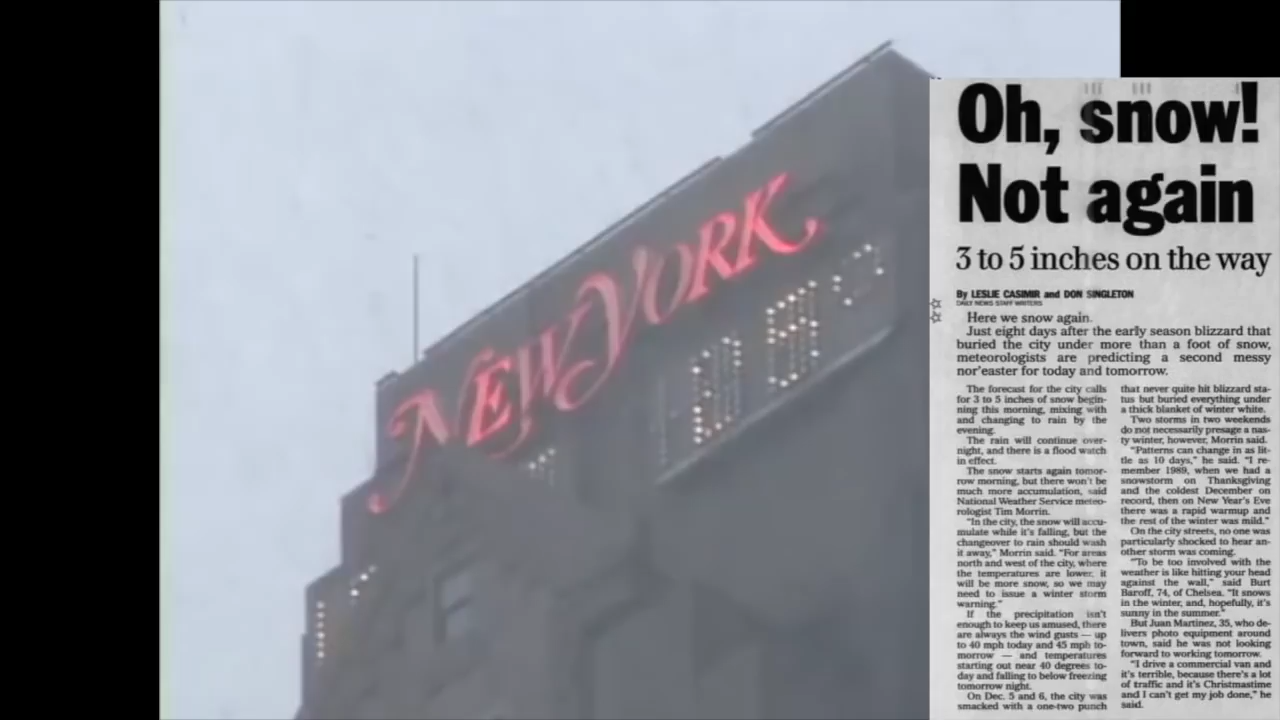 NEW YORK
Oh, snow!
Not again
3 to 5 inches on the way
By LESLIE CASIMIR and DON SINGLETON
DAILY NEWS STAFF WRITERS
Here we snow again.
Just eight days after the early season blizzard that
buried the city under more than a foot of snow,
meteorologists are predicting a second messy
nor'easter for today and tomorrow.
The forecast for the city calls
for 3 to 5 inches of snow begin-
ning this morning, mixing with
and changing to rain by the
evening.
The rain will continue over-
night, and there is a flood watch
in effect.
The snow starts again tomor-
row morning, but there won't be
much more accumulation, said
National Weather Service meteo-
rologist Tim Morrin.
"In the city, the snow will accu-
mulate while it's falling, but the
changeover to rain should wash
it away," Morrin said. "For areas
north and west of the city, where
the temperatures are lower, it
will be more snow, so we may
need to issue a winter storm
warning."
If the precipitation isn't
enough to keep us amused, there
are always the wind gusts — up
to 40 mph today and 45 mph to-
morrow — and temperatures
starting out near 40 degrees to-
day and falling to below freezing
tomorrow night.
On Dec. 5 and 6, the city was
smacked with a one-two punch
that never quite hit blizzard sta-
tus but buried everything under
a thick blanket of winter white.
Two storms in two weekends
do not necessarily presage a nas-
ty winter, however, Morrin said.
"Patterns can change in as lit-
tle as 10 days," he said. "I re-
member 1989, when we had a
snowstorm on Thanksgiving
and the coldest December on
record, then on New Year's Eve
there was a rapid warmup and
the rest of the winter was mild."
On the city streets, no one was
particularly shocked to hear an-
other storm was coming.
"To be too involved with the
weather is like hitting your head
against the wall," said Burt
Baroff, 74, of Chelsea. "It snows
in the winter, and, hopefully, it's
sunny in the summer."
But Juan Martinez, 35, who de-
livers photo equipment around
town, said he was not looking
forward to working tomorrow.
"I drive a commercial van and
it's terrible, because there's a lot
of traffic and it's Christmastime
and I can't get my job done," he
said.